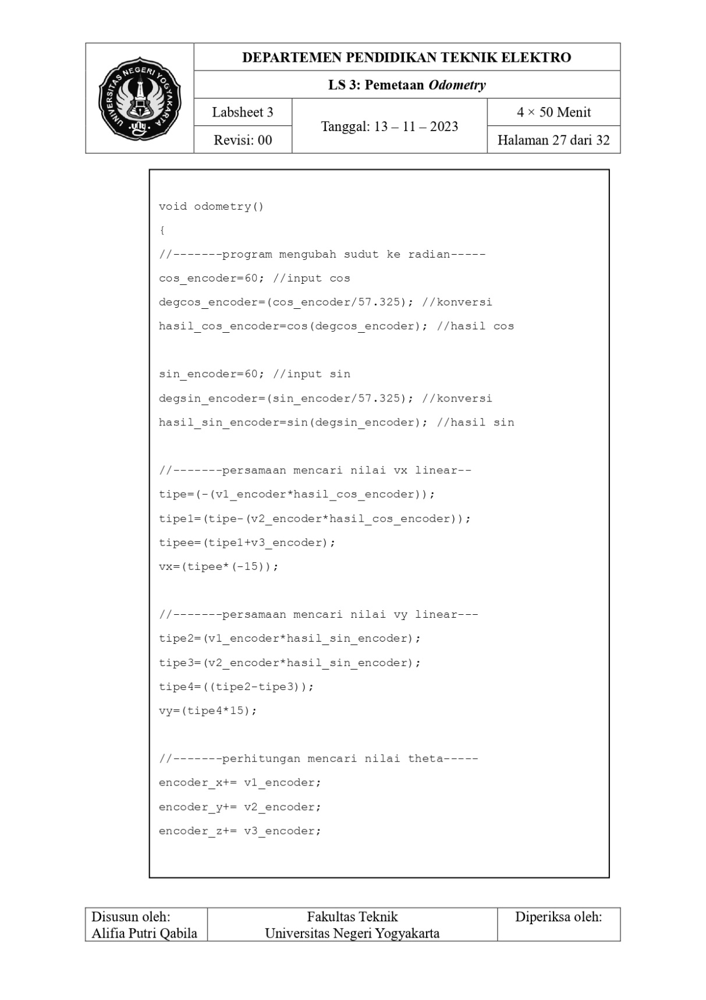 UNIVERSITAS NEGERI YOGYAKARTA
uny
DEPARTEMEN PENDIDIKAN TEKNIK ELEKTRO
LS 3: Pemetaan Odometry
Labsheet 3
Tanggal: 13 – 11 – 2023
4 × 50 Menit
Revisi: 00
Halaman 27 dari 32
void odometry()
{
//-------program mengubah sudut ke radian-----
cos_encoder=60; //input cos
degcos_encoder=(cos_encoder/57.325); //konversi
hasil_cos_encoder=cos(degcos_encoder); //hasil cos
sin_encoder=60; //input sin
degsin_encoder=(sin_encoder/57.325); //konversi
hasil_sin_encoder=sin(degsin_encoder); //hasil sin
//-------persamaan mencari nilai vx linear--
tipe=(-(v1_encoder*hasil_cos_encoder));
tipe1=(tipe-(v2_encoder*hasil_cos_encoder));
tipee=(tipe1+v3_encoder);
vx=(tipee*(-15));
//-------persamaan mencari nilai vy linear---
tipe2=(v1_encoder*hasil_sin_encoder);
tipe3=(v2_encoder*hasil_sin_encoder);
tipe4=((tipe2-tipe3));
vy=(tipe4*15);
//-------perhitungan mencari nilai theta-----
encoder_x+= v1_encoder;
encoder_y+= v2_encoder;
encoder_z+= v3_encoder;
Disusun oleh:
Alifia Putri Qabila
Fakultas Teknik
Universitas Negeri Yogyakarta
Diperiksa oleh: